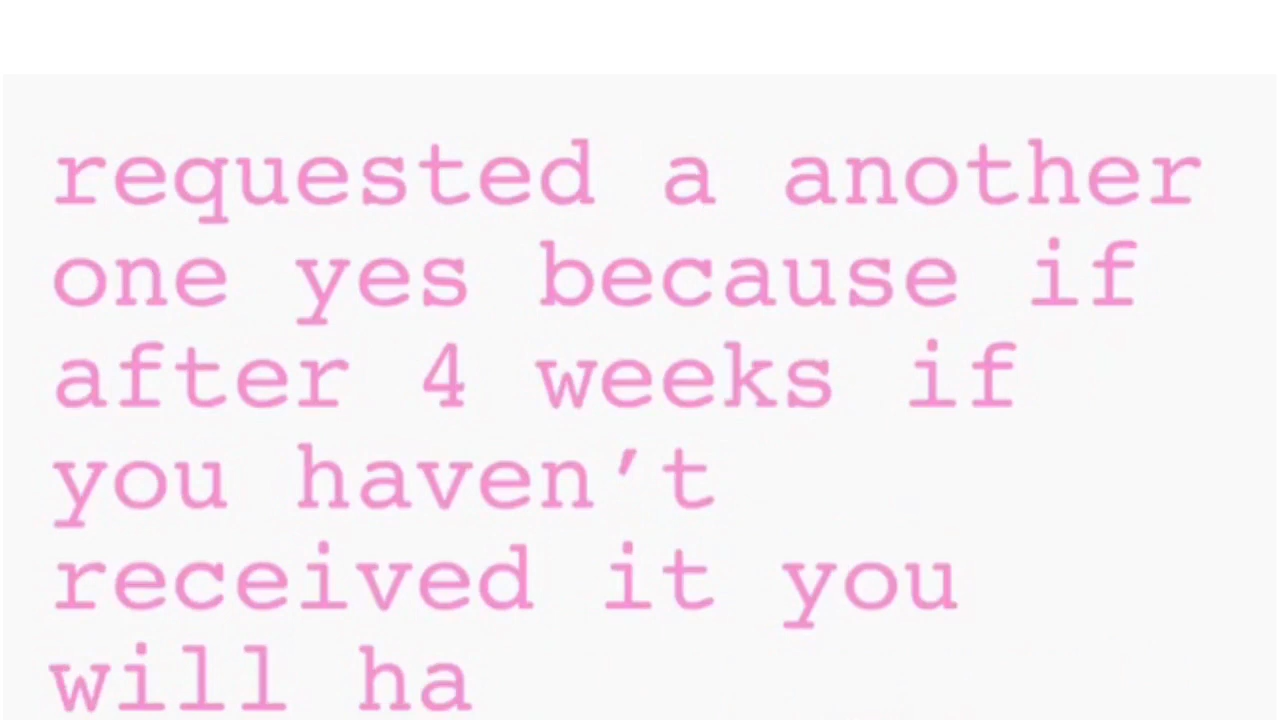 requested a another
one yes because if
after 4 weeks if
you haven’t
received it you
will ha